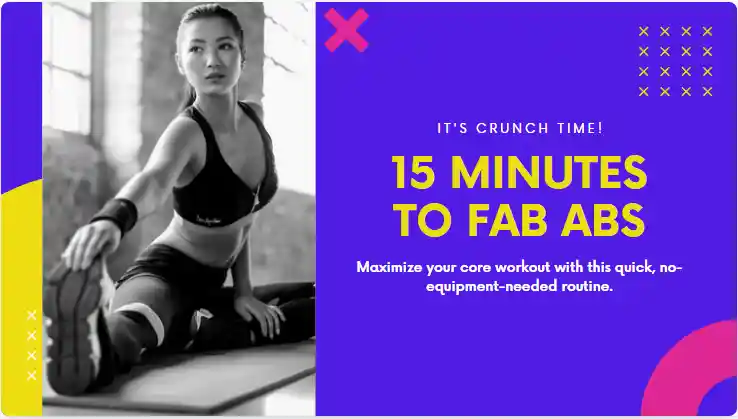 IT'S CRUNCH TIME!
15 MINUTES
TO FAB ABS
Maximize your core workout with this quick, no-
equipment-needed routine.